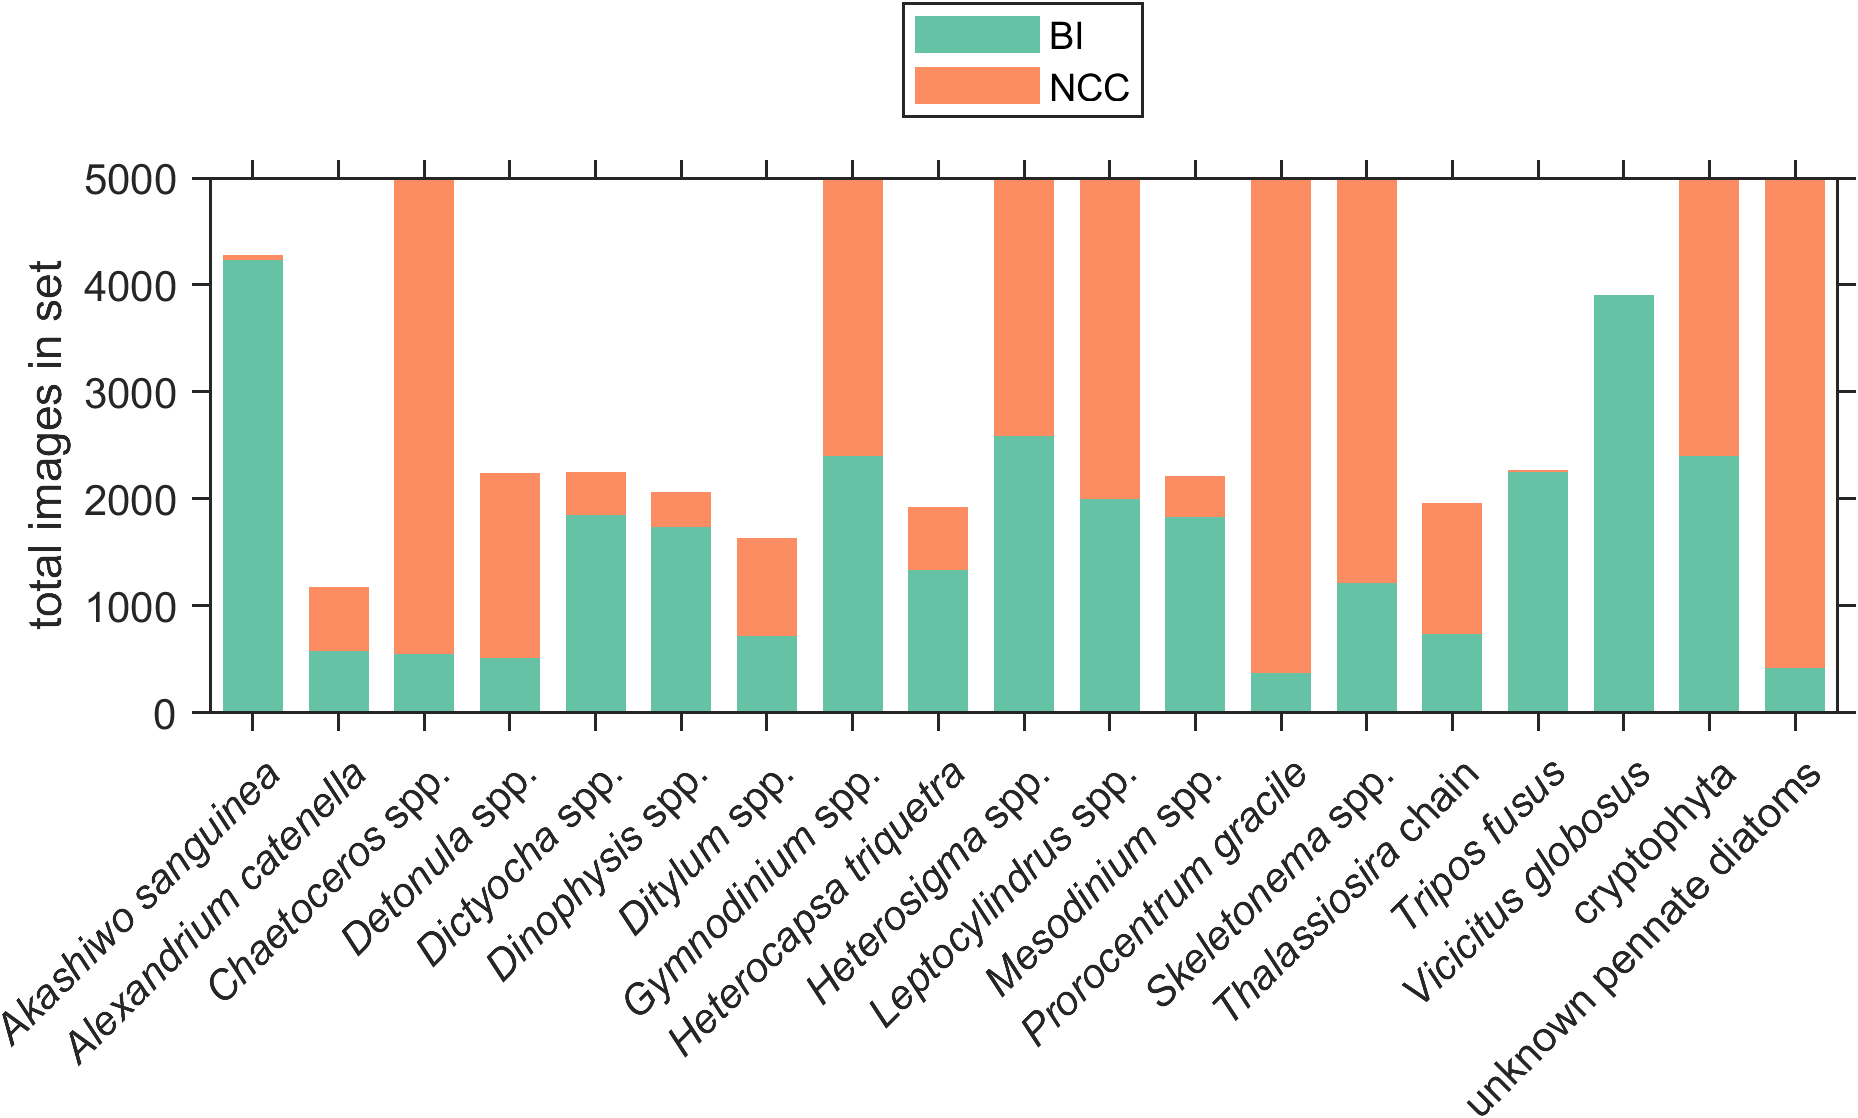 BI
NCC
total images in set
5000
4000
3000
2000
1000
0
Akashiwo sanguinea
Alexandrium catenella
Chaetoceros spp.
Detonula spp.
Dictyocha spp.
Dinophysis spp.
Ditylum spp.
Gymnodinium spp.
Heterocapsa triquetra
Heterosigma spp.
Leptocylindrus spp.
Mesodinium spp.
Prorocentrum gracile
Skeletonema spp.
Thalassiosira chain
Tripos fusus
Vicicitus globosus
cryptophyta
unknown pennate diatoms